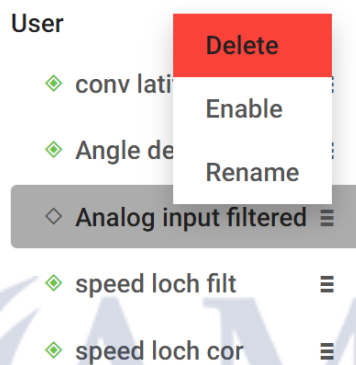 User
Delete
conv lati
Enable
Angle de
Rename
Analog input filtered
speed loch filt
speed loch cor